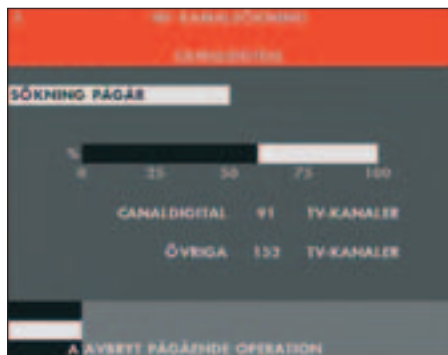 NY KANALSÖKNING
CANALDIGITAL
SÖKNING PÅGÅR
%
0 25 50 75 100
CANALDIGITAL 91 TV-KANALER
ÖVRIGA 153 TV-KANALER
A AVBRYT PÅGÅENDE OPERATION